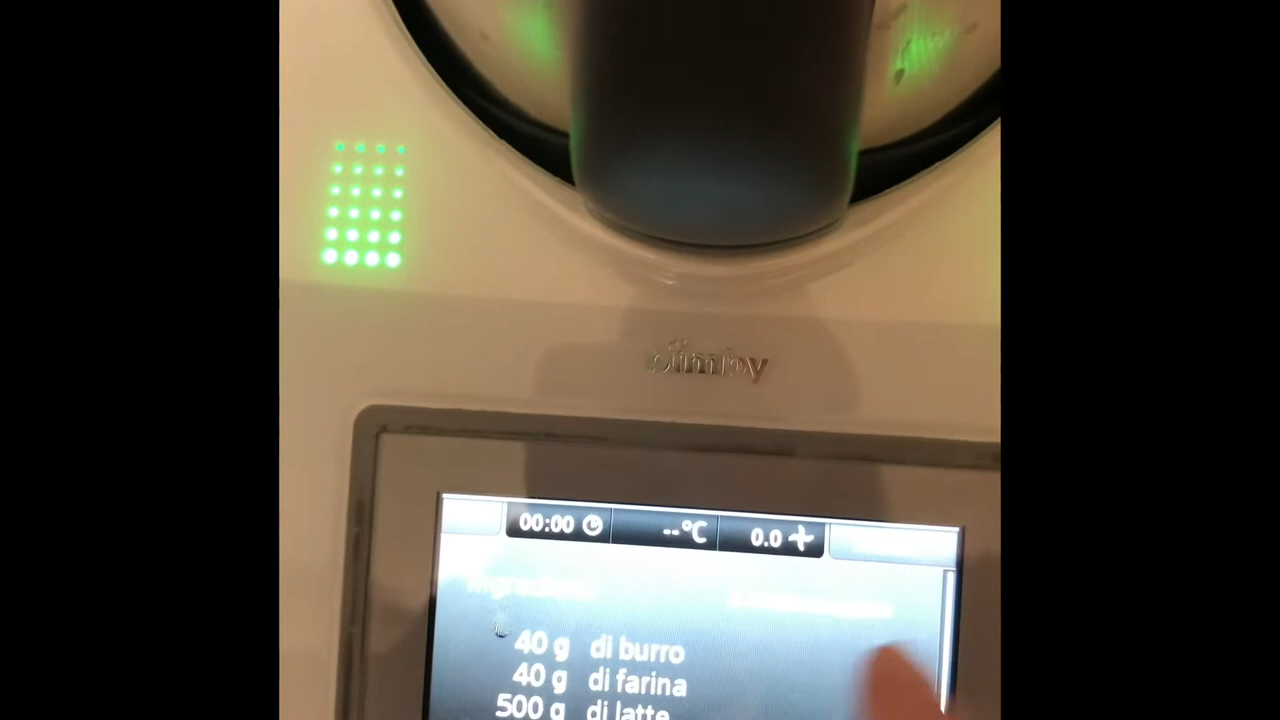 bimby
00:00 --°C 0.0
40 g di burro
40 g di farina
500 g di latte